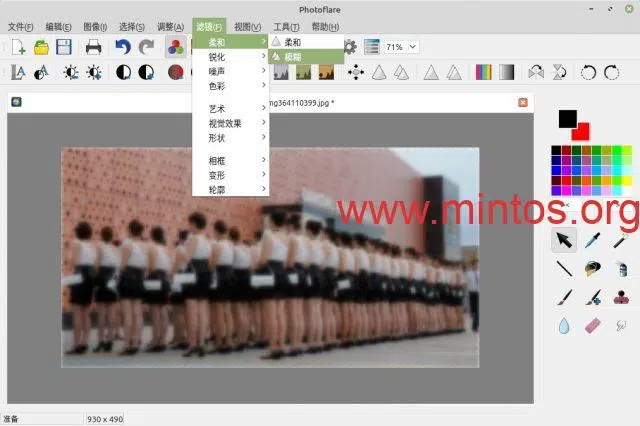 Photoflare
文件(F) 编辑(E) 图像(I) 选择(S) 调整(A) 滤镜(F) 视图(V) 工具(T) 帮助(H)
柔和
柔和
71%
锐化
模糊
噪声
色彩
艺术
mg364110399.jpg *
视觉效果
形状
相框
变形
轮廓
www.mintos.org
准备
930 x 490